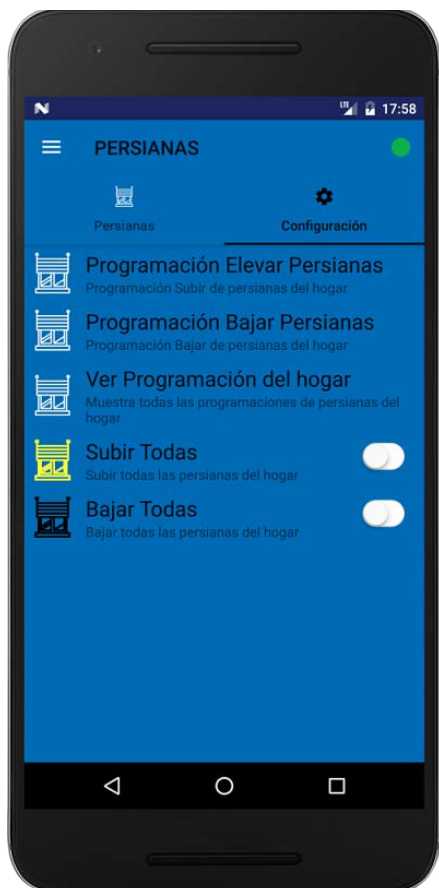 LTE 17:58
PERSIANAS
Persianas Configuración
Programación Elevar Persianas
Programación Subir de persianas del hogar
Programación Bajar Persianas
Programación Bajar de persianas del hogar
Ver Programación del hogar
Muestra todas las programaciones de persianas del
hogar
Subir Todas
Subir todas las persianas del hogar
Bajar Todas
Bajar todas las persianas del hogar